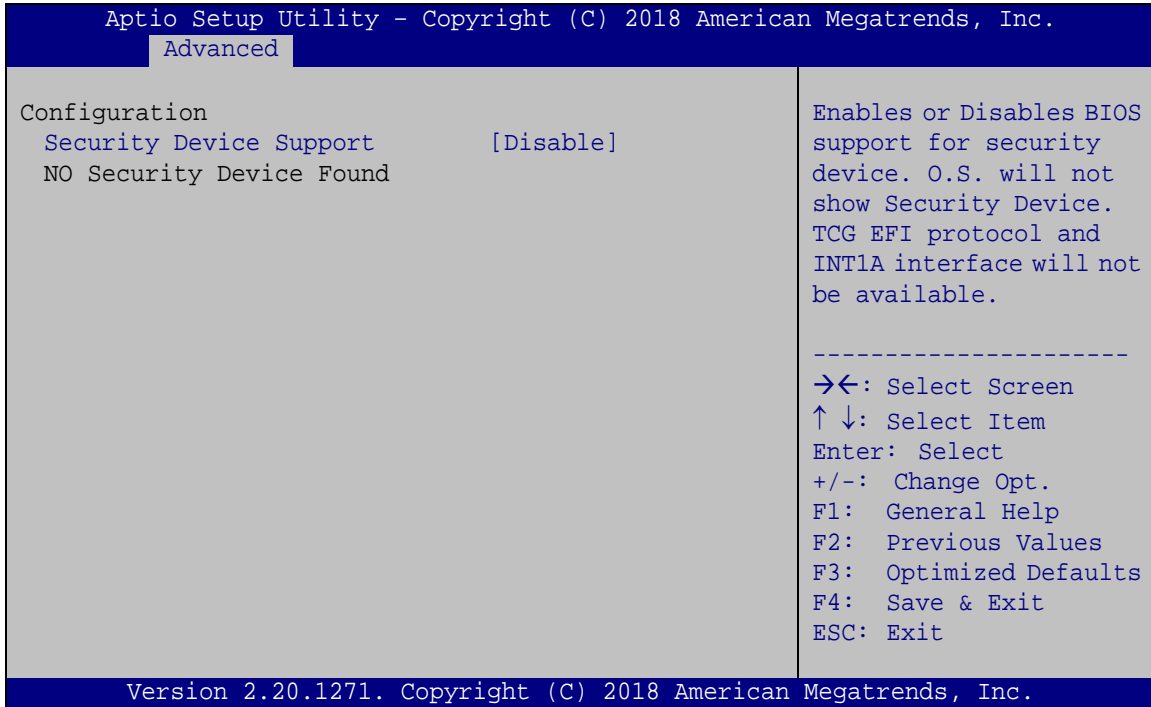 Aptio Setup Utility – Copyright (C) 2018 American Megatrends, Inc.
Advanced
Configuration
Security Device Support [Disable]
NO Security Device Found
Enables or Disables BIOS
support for security
device. O.S. will not
show Security Device.
TCG EFI protocol and
INT1A interface will not
be available.
----------------------
→←: Select Screen
↑ ↓: Select Item
Enter: Select
+/-: Change Opt.
F1: General Help
F2: Previous Values
F3: Optimized Defaults
F4: Save & Exit
ESC: Exit
Version 2.20.1271. Copyright (C) 2018 American Megatrends, Inc.